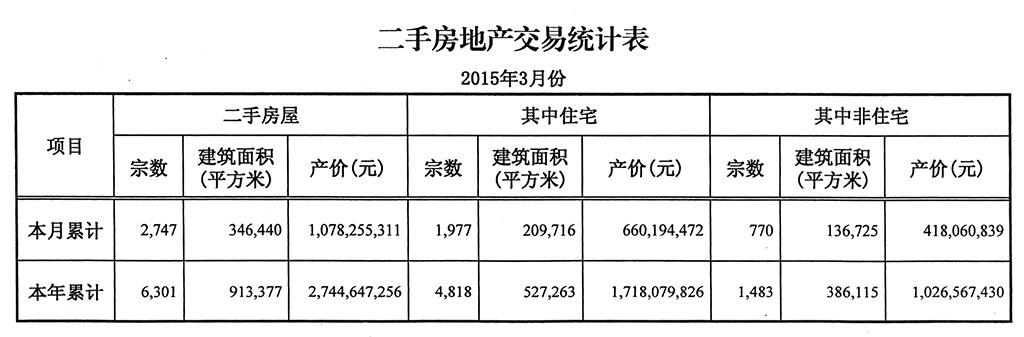 二手房地产交易统计表
2015年3月份
项目 二手房屋 其中住宅 其中非住宅
宗数 建筑面积(平方米) 产价(元) 宗数 建筑面积(平方米) 产价(元) 宗数 建筑面积(平方米) 产价(元)
本月累计 2,747 346,440 1,078,255,311 1,977 209,716 660,194,472 770 136,725 418,060,839
本年累计 6,301 913,377 2,744,647,256 4,818 527,263 1,718,079,826 1,483 386,115 1,026,567,430